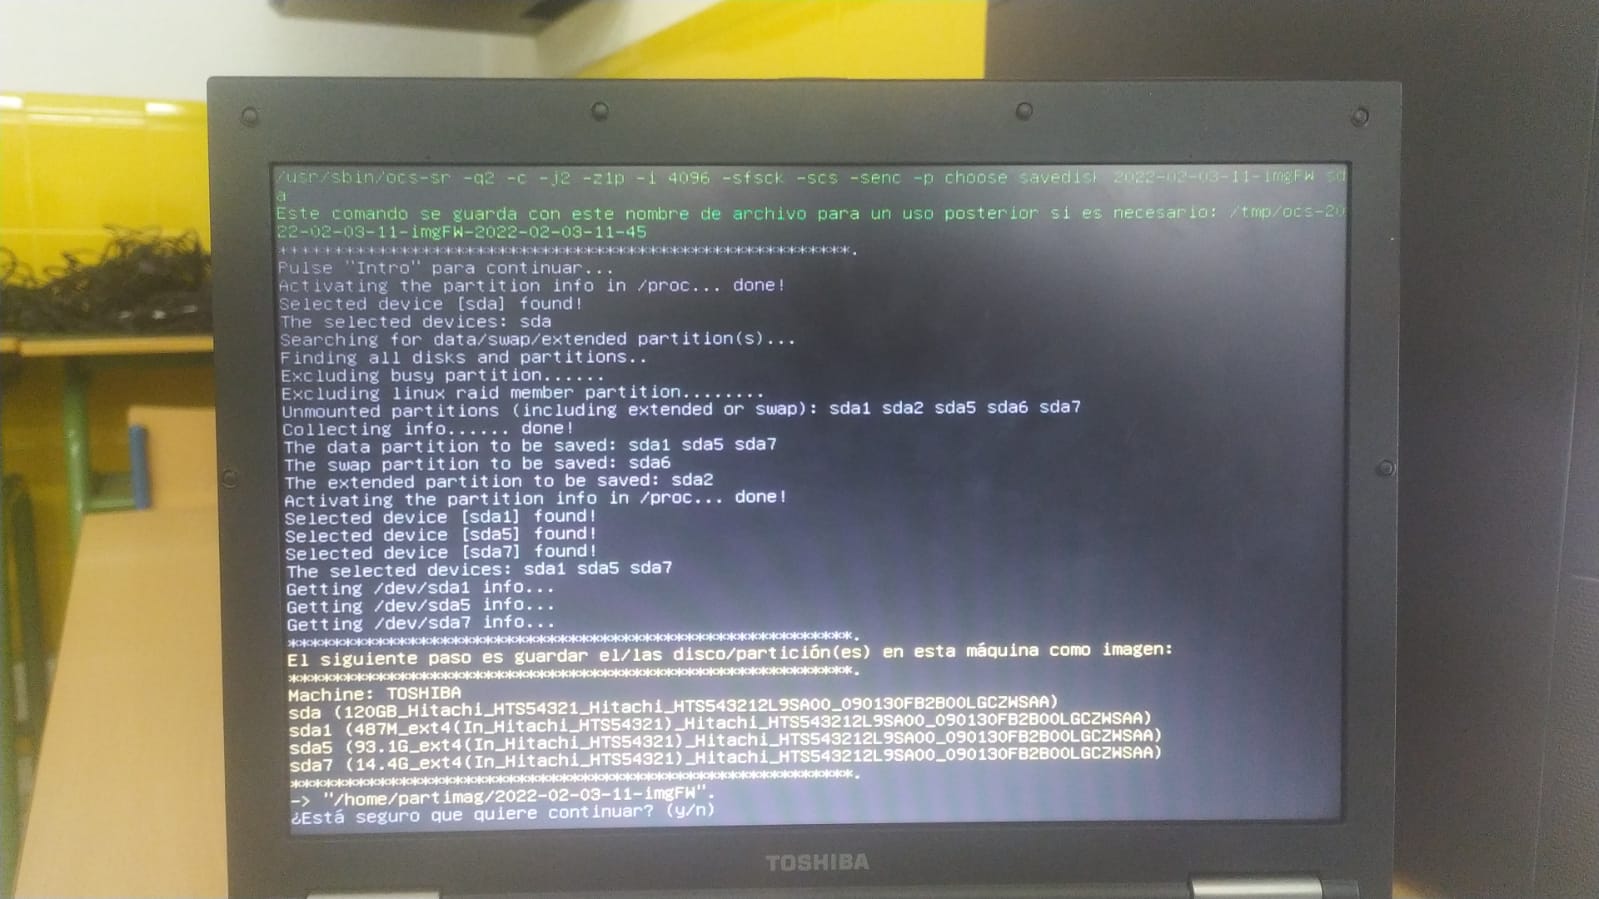 /usr/sbin/ocs-sr -q2 -c -j2 -z1p -i 4096 -sfsck -scs -senc -p choose savedisk 2022-02-03-11-imgFW sd
a
Este comando se guarda con este nombre de archivo para un uso posterior si es necesario: /tmp/ocs-20
22-02-03-11-imgFW-2022-02-03-11-45
*****************************************************************.
Pulse "Intro" para continuar...
Activating the partition info in /proc... done!
Selected device [sda] found!
The selected devices: sda
Searching for data/swap/extended partition(s)...
Finding all disks and partitions..
Excluding busy partition......
Excluding linux raid member partition........
Unmounted partitions (including extended or swap): sda1 sda2 sda5 sda6 sda7
Collecting info...... done!
The data partition to be saved: sda1 sda5 sda7
The swap partition to be saved: sda6
The extended partition to be saved: sda2
Activating the partition info in /proc... done!
Selected device [sda1] found!
Selected device [sda5] found!
Selected device [sda7] found!
The selected devices: sda1 sda5 sda7
Getting /dev/sda1 info...
Getting /dev/sda5 info...
Getting /dev/sda7 info...
*****************************************************************.
El siguiente paso es guardar el/las disco/partición(es) en esta máquina como imagen:
*****************************************************************.
Machine: TOSHIBA
sda (120GB_Hitachi_HTS54321_Hitachi_HTS543212L9SA00_090130FB2B00LGCZWSAA)
sda1 (487M_ext4(In_Hitachi_HTS54321)_Hitachi_HTS543212L9SA00_090130FB2B00LGCZWSAA)
sda5 (93.1G_ext4(In_Hitachi_HTS54321)_Hitachi_HTS543212L9SA00_090130FB2B00LGCZWSAA)
sda7 (14.4G_ext4(In_Hitachi_HTS54321)_Hitachi_HTS543212L9SA00_090130FB2B00LGCZWSAA)
*****************************************************************.
-> "/home/partimag/2022-02-03-11-imgFW".
¿Está seguro que quiere continuar? (y/n)
TOSHIBA